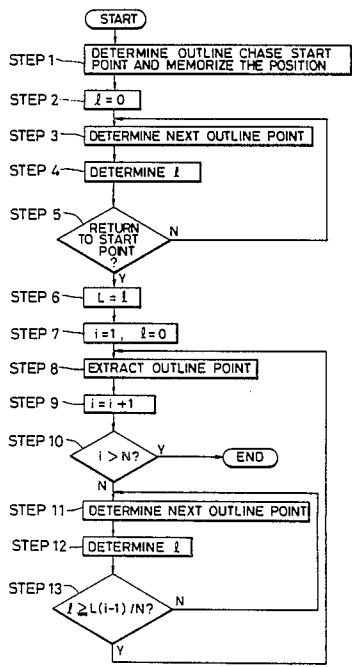 START
STEP 1
DETERMINE OUTLINE CHASE START
POINT AND MEMORIZE THE POSITION
STEP 2
ℓ=0
STEP 3
DETERMINE NEXT OUTLINE POINT
STEP 4
DETERMINE ℓ
STEP 5
RETURN
TO START
POINT
?
N
Y
STEP 6
L = ℓ
STEP 7
i=1, ℓ=0
STEP 8
EXTRACT OUTLINE POINT
STEP 9
i=i+1
STEP 10
i>N?
Y
END
N
STEP 11
DETERMINE NEXT OUTLINE POINT
STEP 12
DETERMINE ℓ
STEP 13
ℓ≧L(i-1)/N?
N
Y